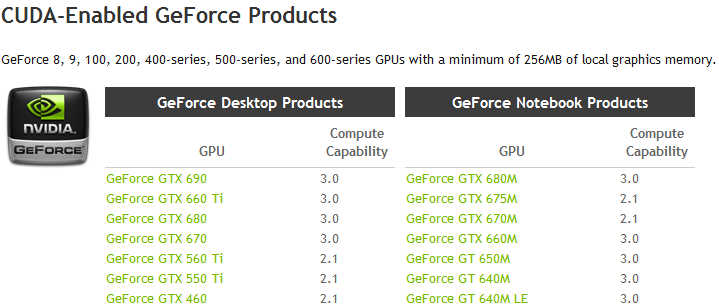 CUDA-Enabled GeForce Products
GeForce 8, 9, 100, 200, 400-series, 500-series, and 600-series GPUs with a minimum of 256MB of local graphics memory.
NVIDIA.
GEFORCE
GeForce Desktop Products
GPU Compute Capability
GeForce GTX 690 3.0
GeForce GTX 660 Ti 3.0
GeForce GTX 680 3.0
GeForce GTX 670 3.0
GeForce GTX 560 Ti 2.1
GeForce GTX 550 Ti 2.1
GeForce GTX 460 2.1
GeForce Notebook Products
GPU Compute Capability
GeForce GTX 680M 3.0
GeForce GTX 675M 2.1
GeForce GTX 670M 2.1
GeForce GTX 660M 3.0
GeForce GT 650M 3.0
GeForce GT 640M 3.0
GeForce GT 640M LE 3.0